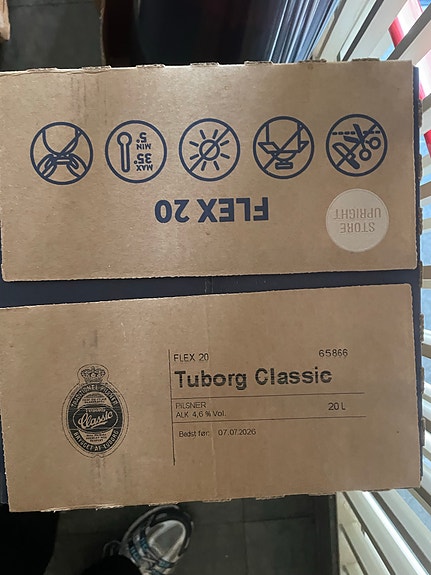 MAX 35°
MIN 5°
FLEX 20
STORE
UPRIGHT
FLEX 20 65866
Tuborg Classic
PILSNER
ALK. 4,6 % Vol. 20 L
Bedst før: 07.07.2026
Classic